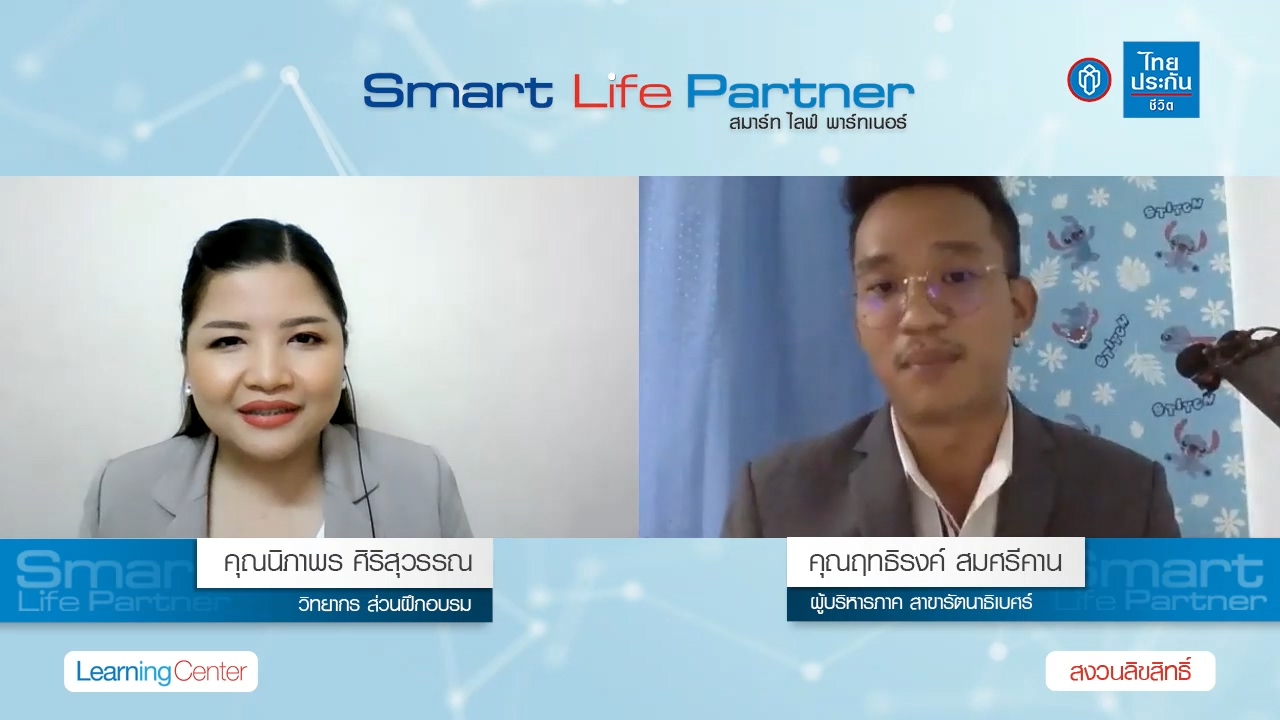 Smart Life Partner
สมาร์ท ไลฟ์ พาร์ทเนอร์
ไทย
ประกัน
ชีวิต
STITCH
STITCH
STITCH
คุณนิภาพร ศิริสุวรรณ
วิทยากร ส่วนฝึกอบรม
Smart
Life Partner
คุณฤทธิรงค์ สมศรีคาน
ผู้บริหารภาค สาขารัตนาธิเบศร์
Smart
Life Partner
Learning Center
สงวนลิขสิทธิ์